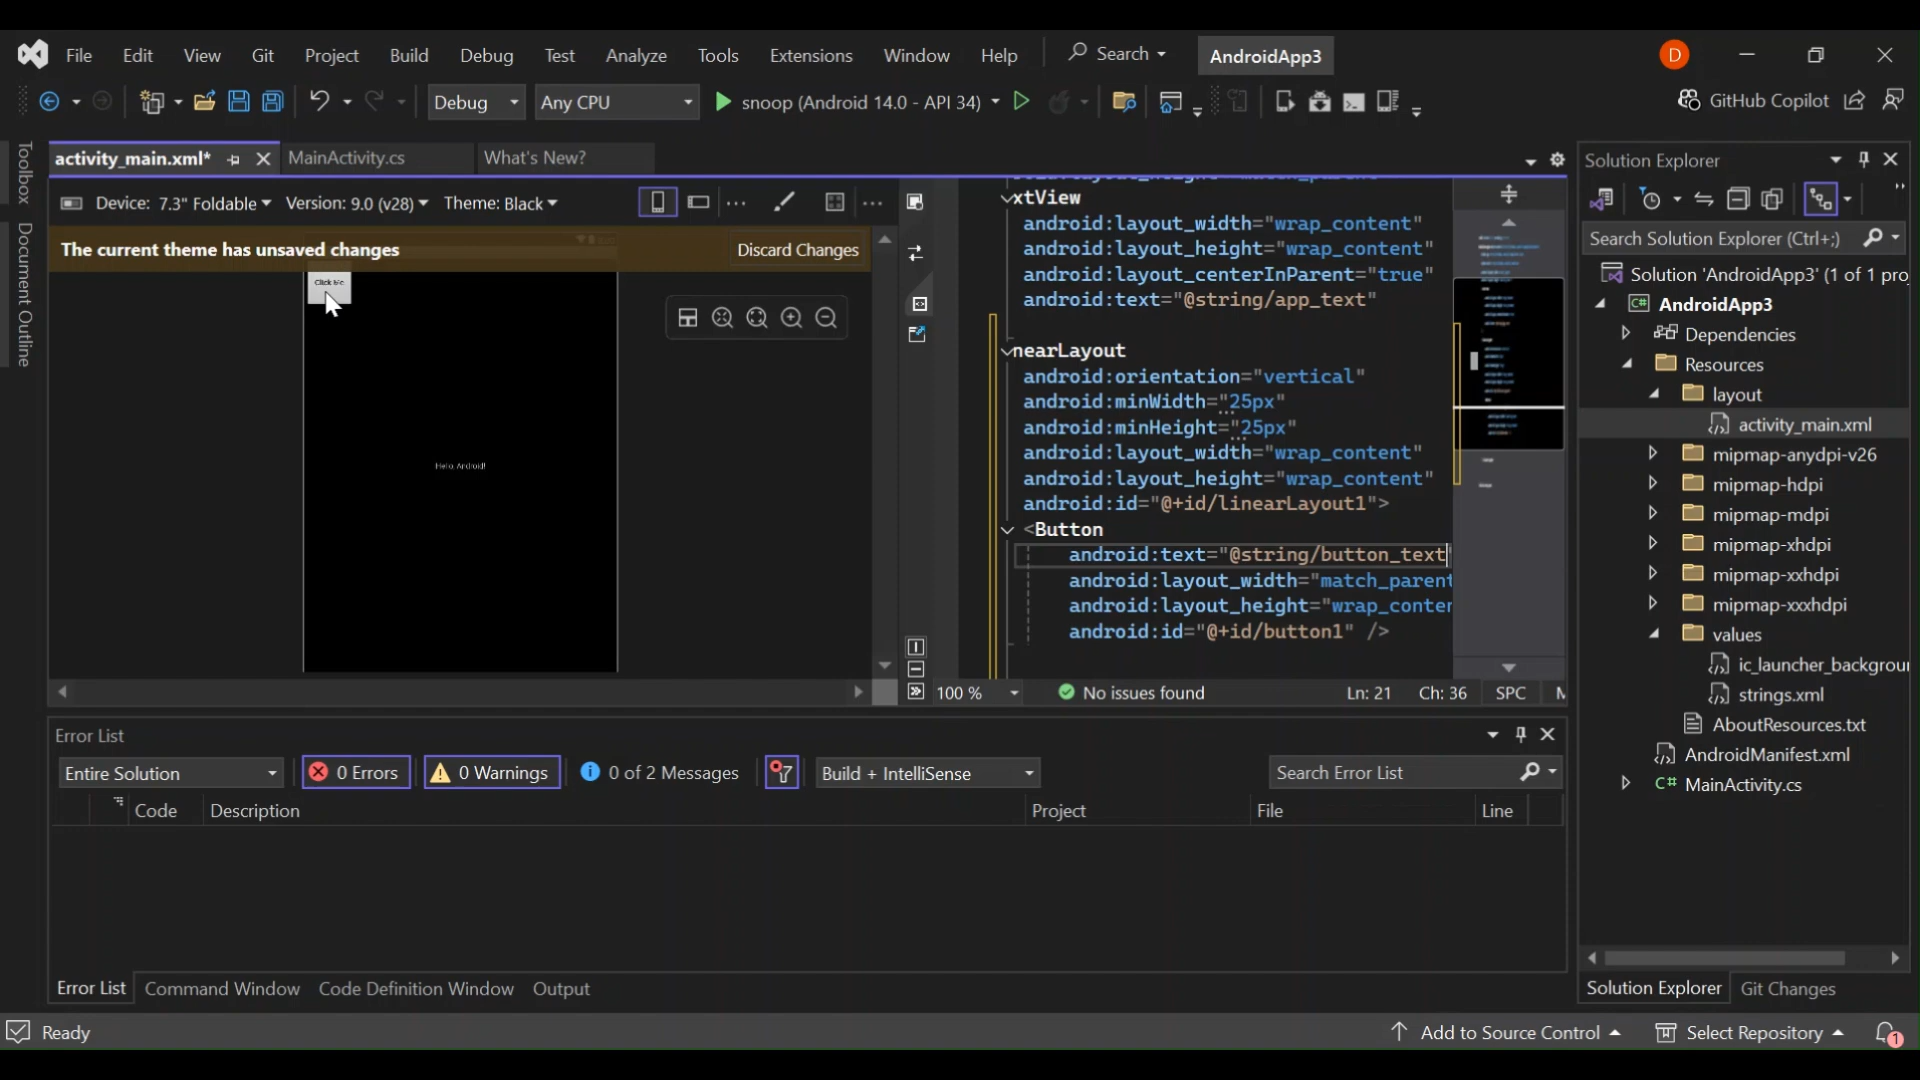 File Edit View Git Project Build Debug Test Analyze Tools Extensions Window Help Search AndroidApp3 D
Debug Any CPU snoop (Android 14.0 - API 34) GitHub Copilot
Toolbox
Document Outline
activity_main.xml* MainActivity.cs What's New?
Device: 7.3" Foldable Version: 9.0 (v28) Theme: Black
The current theme has unsaved changes Discard Changes
Click Me
Hello, Android!
xtView
android:layout_width="wrap_content"
android:layout_height="wrap_content"
android:layout_centerInParent="true"
android:text="@string/app_text"
nearLayout
android:orientation="vertical"
android:minWidth="25px"
android:minHeight="25px"
android:layout_width="wrap_content"
android:layout_height="wrap_content"
android:id="@+id/linearLayout1">
<Button
android:text="@string/button_text"
android:layout_width="match_parent
android:layout_height="wrap_conten
android:id="@+id/button1" />
100 % No issues found Ln: 21 Ch: 36 SPC
Solution Explorer
Search Solution Explorer (Ctrl+;)
Solution 'AndroidApp3' (1 of 1 pro
C# AndroidApp3
Dependencies
Resources
layout
activity_main.xml
mipmap-anydpi-v26
mipmap-hdpi
mipmap-mdpi
mipmap-xhdpi
mipmap-xxhdpi
mipmap-xxxhdpi
values
ic_launcher_backgrou
strings.xml
AboutResources.txt
AndroidManifest.xml
C# MainActivity.cs
Solution Explorer Git Changes
Error List
Entire Solution 0 Errors 0 Warnings 0 of 2 Messages Build + IntelliSense Search Error List
Code Description Project File Line
Error List Command Window Code Definition Window Output
Ready Add to Source Control Select Repository 1